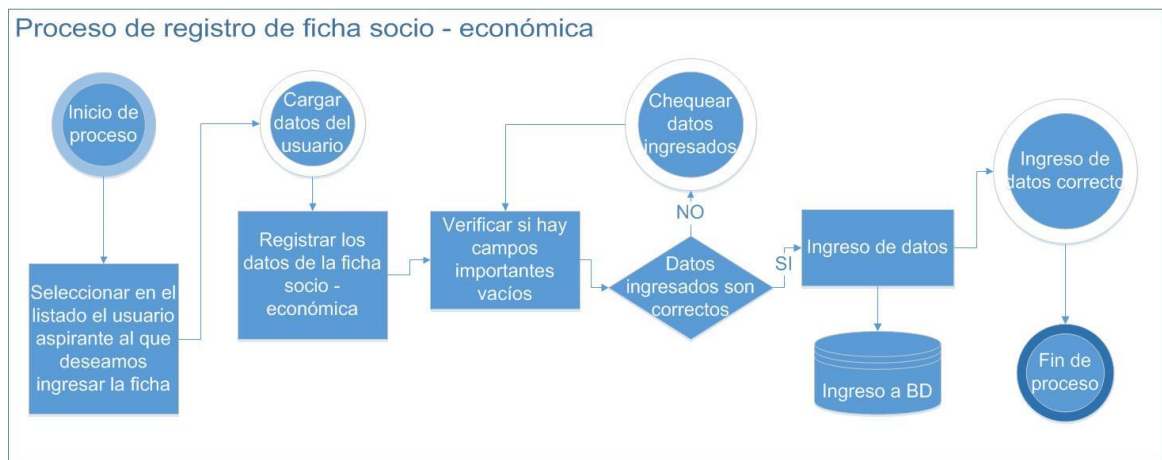 Proceso de registro de ficha socio - económica
Inicio de
proceso
Seleccionar en el
listado el usuario
aspirante al que
deseamos
ingresar la ficha
Cargar
datos del
usuario
Registrar los
datos de la ficha
socio -
económica
Verificar si hay
campos
importantes
vacíos
Chequear
datos
ingresados
NO
Datos
ingresados son
correctos
SI
Ingreso de datos
Ingreso a BD
Ingreso de
datos correcto
Fin de
proceso